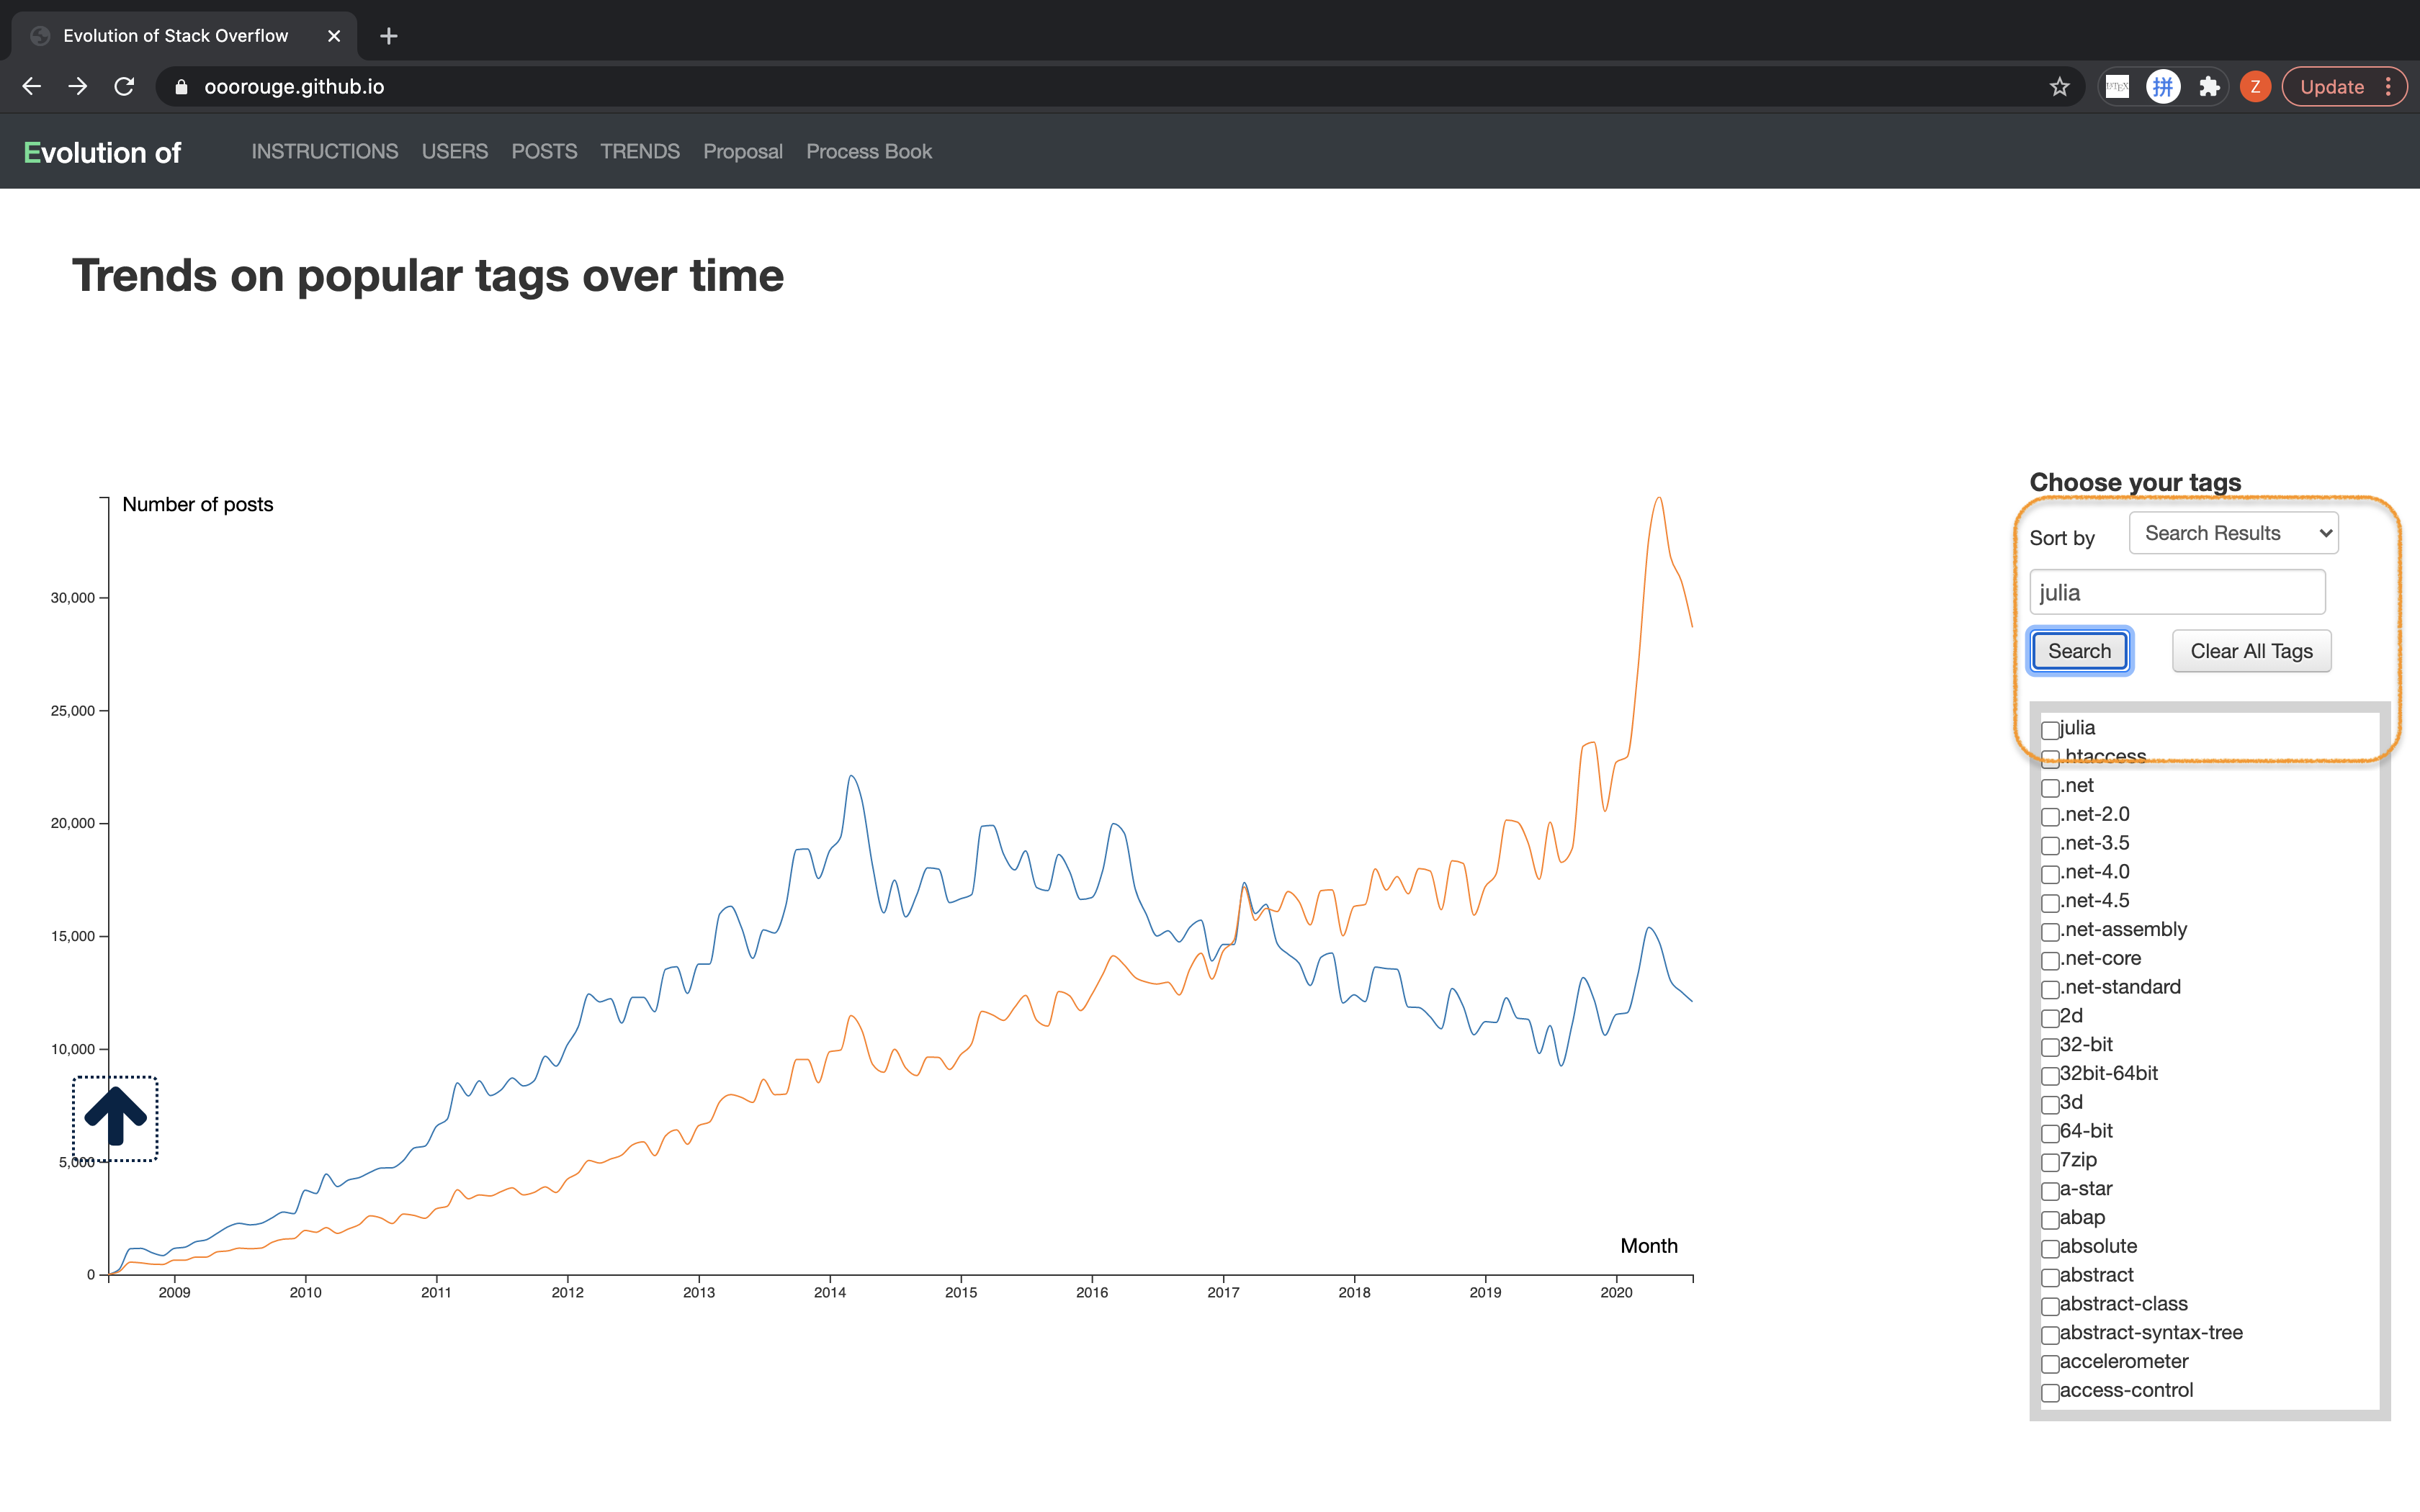 Evolution of Stack Overflow
ooorouge.github.io
拼
Z
Update
Evolution of
INSTRUCTIONS USERS POSTS TRENDS Proposal Process Book
Trends on popular tags over time
Number of posts
30,000
25,000
20,000
15,000
10,000
5,000
0
2009 2010 2011 2012 2013 2014 2015 2016 2017 2018 2019 2020
Month
Choose your tags
Sort by Search Results
julia
Search Clear All Tags
julia
.htaccess
.net
.net-2.0
.net-3.5
.net-4.0
.net-4.5
.net-assembly
.net-core
.net-standard
2d
32-bit
32bit-64bit
3d
64-bit
7zip
a-star
abap
absolute
abstract
abstract-class
abstract-syntax-tree
accelerometer
access-control